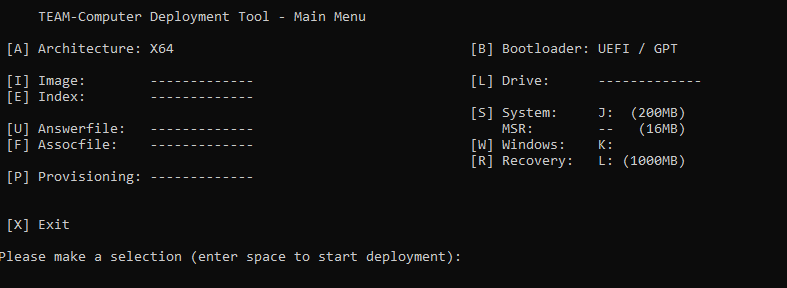 TEAM-Computer Deployment Tool - Main Menu
[A] Architecture: X64 [B] Bootloader: UEFI / GPT
[I] Image: ------------- [L] Drive: -------------
[E] Index: -------------
[S] System: J: (200MB)
[U] Answerfile: ------------- MSR: -- (16MB)
[F] Assocfile: ------------- [W] Windows: K:
[R] Recovery: L: (1000MB)
[P] Provisioning: -------------
[X] Exit
Please make a selection (enter space to start deployment):